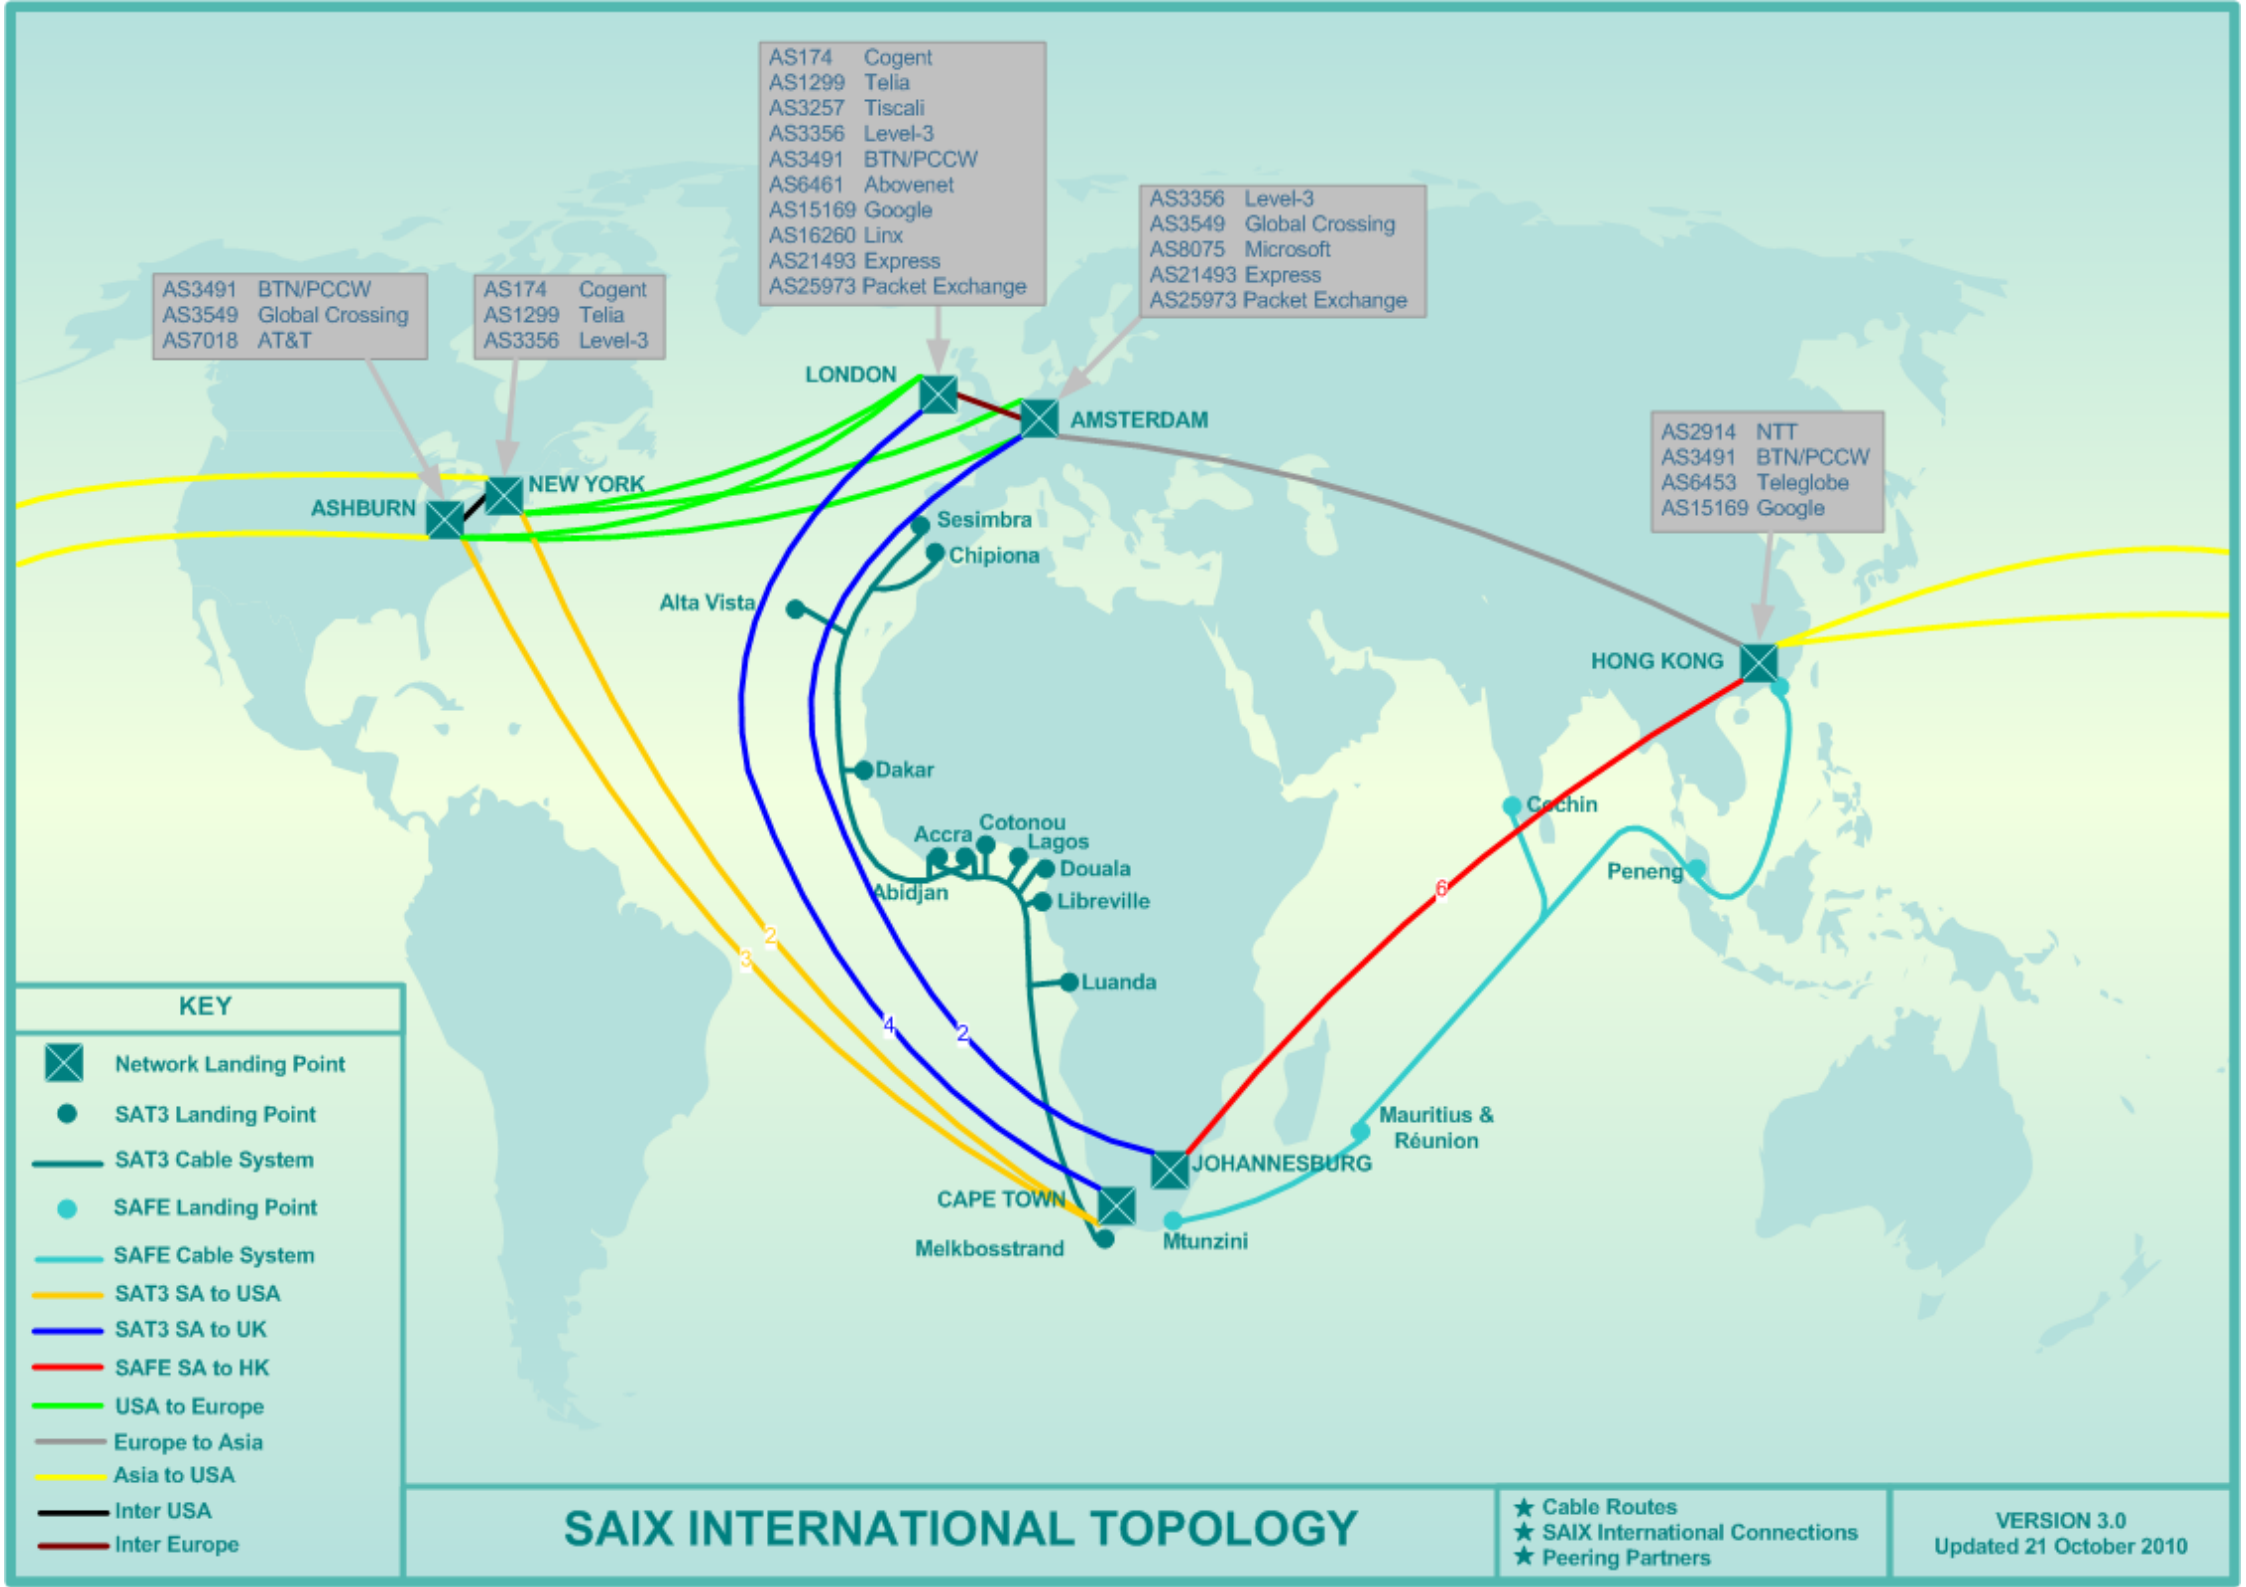 AS174 Cogent
AS1299 Telia
AS3257 Tiscali
AS3356 Level-3
AS3491 BTN/PCCW
AS6461 Abovenet
AS15169 Google
AS16260 Linx
AS21493 Express
AS25973 Packet Exchange
AS3356 Level-3
AS3549 Global Crossing
AS8075 Microsoft
AS21493 Express
AS25973 Packet Exchange
AS3491 BTN/PCCW
AS3549 Global Crossing
AS7018 AT&T
AS174 Cogent
AS1299 Telia
AS3356 Level-3
LONDON
AMSTERDAM
AS2914 NTT
AS3491 BTN/PCCW
AS6453 Teleglobe
AS15169 Google
NEW YORK
ASHBURN
Sesimbra
Chipiona
Alta Vista
HONG KONG
Dakar
Cochin
Cotonou
Accra
Lagos
Douala
Peneng
Abidjan
Libreville
6
2
3
Luanda
4
2
Mauritius &
Réunion
JOHANNESBURG
CAPE TOWN
Melkbosstrand
Mtunzini
KEY
Network Landing Point
SAT3 Landing Point
SAT3 Cable System
SAFE Landing Point
SAFE Cable System
SAT3 SA to USA
SAT3 SA to UK
SAFE SA to HK
USA to Europe
Europe to Asia
Asia to USA
Inter USA
Inter Europe
SAIX INTERNATIONAL TOPOLOGY
★ Cable Routes
★ SAIX International Connections
★ Peering Partners
VERSION 3.0
Updated 21 October 2010